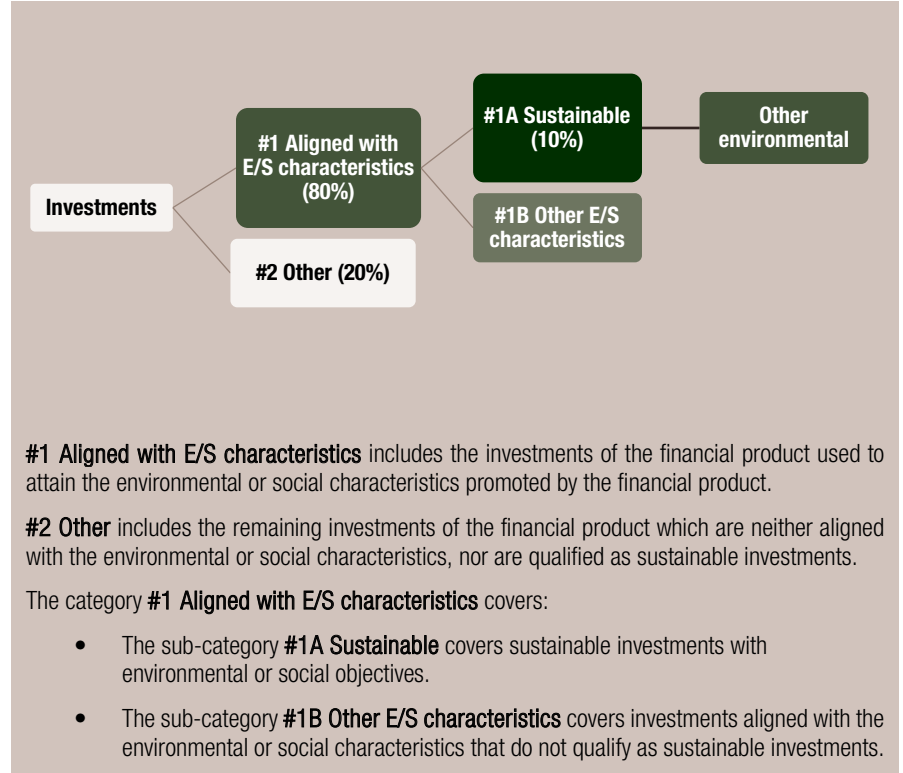 #1A Sustainable
(10%)
Other
environmental
#1 Aligned with
E/S characteristics
(80%)
Investments
#1B Other E/S
characteristics
#2 Other (20%)
#1 Aligned with E/S characteristics includes the investments of the financial product used to
attain the environmental or social characteristics promoted by the financial product.
#2 Other includes the remaining investments of the financial product which are neither aligned
with the environmental or social characteristics, nor are qualified as sustainable investments.
The category #1 Aligned with E/S characteristics covers:
• The sub-category #1A Sustainable covers sustainable investments with
environmental or social objectives.
• The sub-category #1B Other E/S characteristics covers investments aligned with the
environmental or social characteristics that do not qualify as sustainable investments.